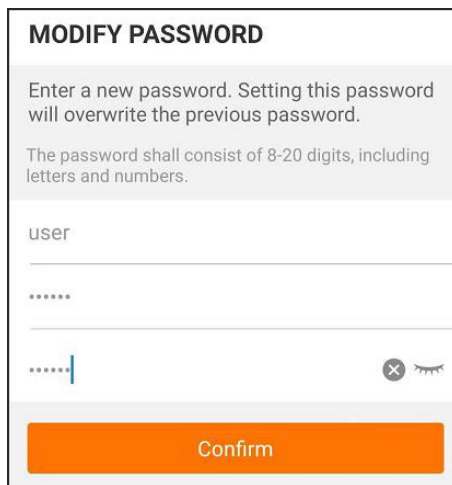 MODIFY PASSWORD
Enter a new password. Setting this password
will overwrite the previous password.
The password shall consist of 8-20 digits, including
letters and numbers.
user
••••••
••••••
Confirm